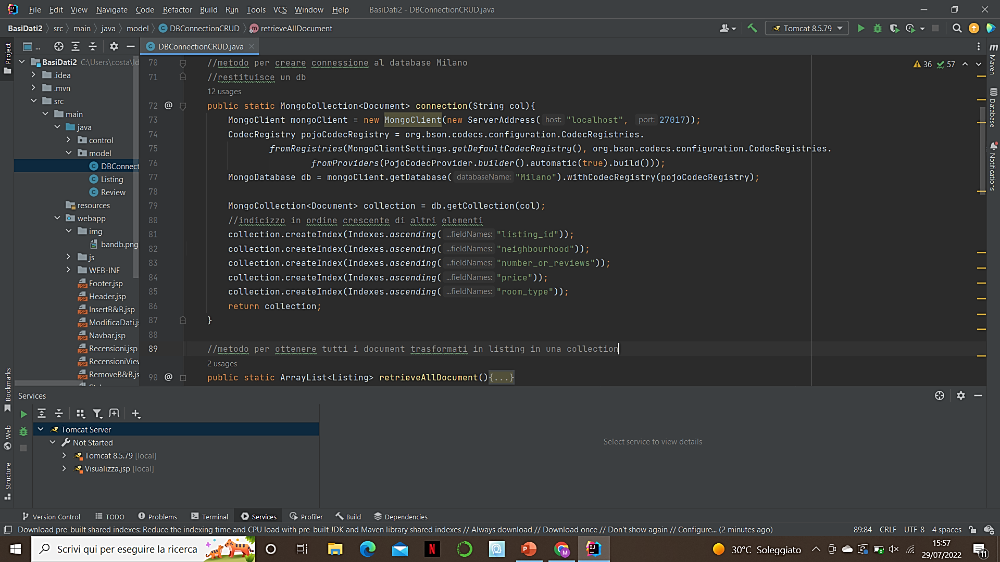 File Edit View Navigate Code Refactor Build Run Tools VCS Window Help BasiDati2 - DBConnectionCRUD.java
BasiDati2 src main java model DBConnectionCRUD retrieveAllDocument Tomcat 8.5.79
Project
... DBConnectionCRUD.java
BasiDati2 C:\Users\costa\Id
.idea
.mvn
src
main
java
control
model
DBConnect
Listing
Review
resources
webapp
img
bandb.png
js
WEB-INF
Footer.jsp
Header.jsp
InsertB&B.jsp
ModificaDati.js
Navbar.jsp
Recensioni.jsp
RecensioniView
RemoveB&B.js
36 57
70 //metodo per creare connessione al database Milano
71 //restituisce un db
12 usages
72 @ public static MongoCollection<Document> connection(String col){
73 MongoClient mongoClient = new MongoClient(new ServerAddress( host: "localhost", port: 27017));
74 CodecRegistry pojoCodecRegistry = org.bson.codecs.configuration.CodecRegistries.
75 fromRegistries(MongoClientSettings.getDefaultCodecRegistry(), org.bson.codecs.configuration.CodecRegistries.
76 fromProviders(PojoCodecProvider.builder().automatic(true).build()));
77 MongoDatabase db = mongoClient.getDatabase( databaseName: "Milano").withCodecRegistry(pojoCodecRegistry);
78
79 MongoCollection<Document> collection = db.getCollection(col);
80 //indicizzo in ordine crescente di altri elementi
81 collection.createIndex(Indexes.ascending( ...fieldNames: "listing_id"));
82 collection.createIndex(Indexes.ascending( ...fieldNames: "neighbourhood"));
83 collection.createIndex(Indexes.ascending( ...fieldNames: "number_or_reviews"));
84 collection.createIndex(Indexes.ascending( ...fieldNames: "price"));
85 collection.createIndex(Indexes.ascending( ...fieldNames: "room_type"));
86 return collection;
87 }
88
89 //metodo per ottenere tutti i document trasformati in listing in una collection
2 usages
90 @ public static ArrayList<Listing> retrieveAllDocument(){...}
m
Maven
Database
Notifications
Bookmarks
Web
Structure
Services
Tomcat Server
Not Started
Tomcat 8.5.79 [local]
Visualizza.jsp [local]
Select service to view details
Version Control TODO Problems Terminal Services Profiler Build Dependencies
Download pre-built shared indexes: Reduce the indexing time and CPU load with pre-built JDK and Maven library shared indexes // Always download // Download once // Don't show again // Configure... (2 minutes ago) 89:84 CRLF UTF-8 4 spaces
Scrivi qui per eseguire la ricerca 30°C Soleggiato 15:57
29/07/2022
11